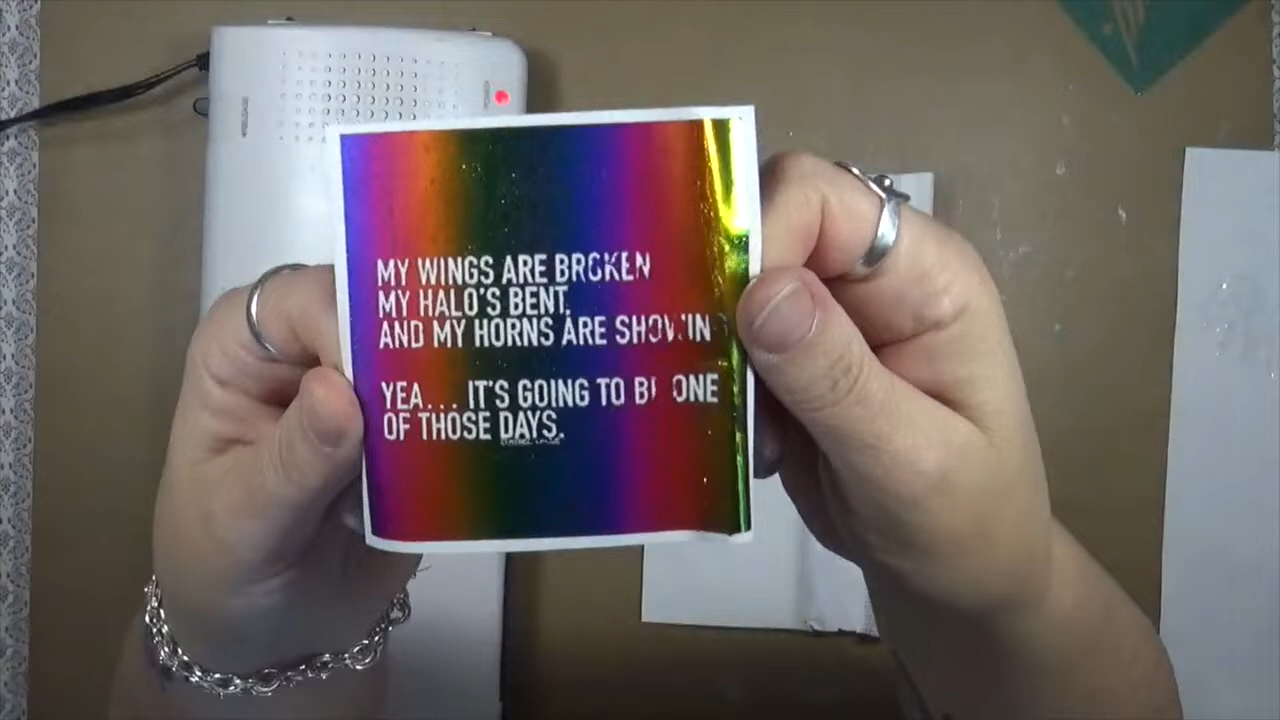 MY WINGS ARE BROKEN
MY HALO'S BENT,
AND MY HORNS ARE SHOWIN
YEA... IT'S GOING TO BE ONE
OF THOSE DAYS.